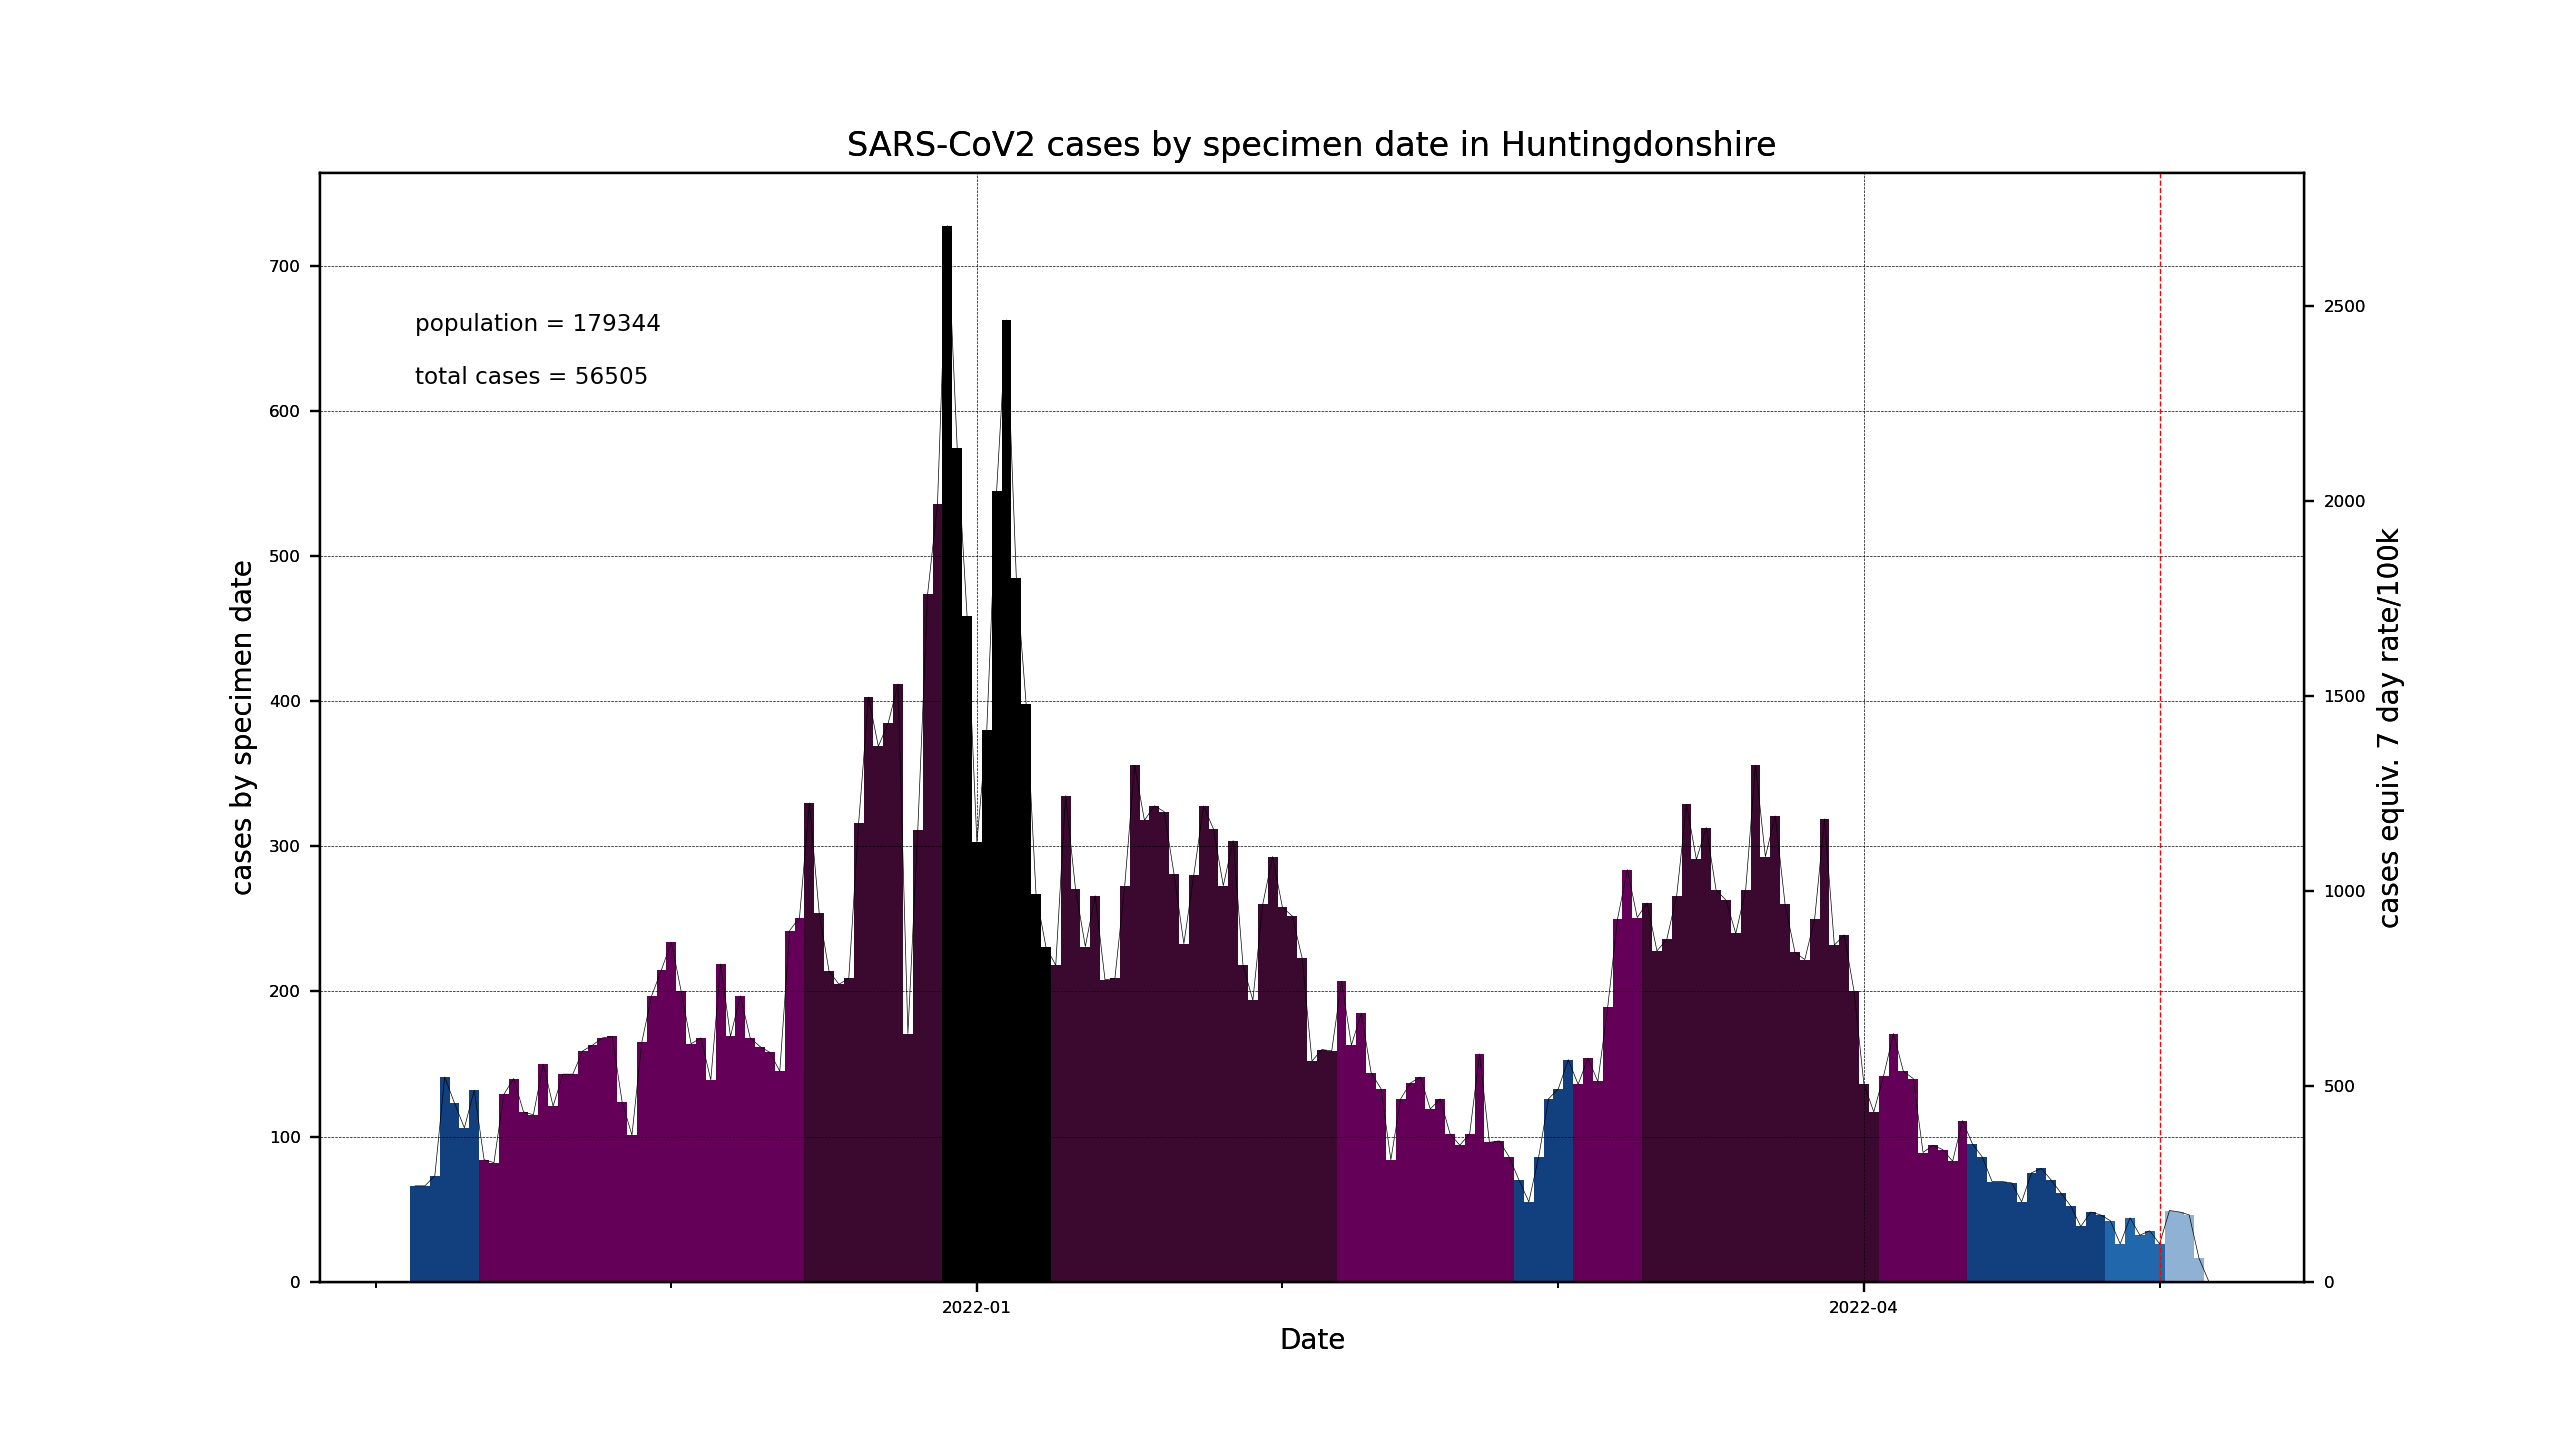 SARS-CoV2 cases by specimen date in Huntingdonshire
population = 179344
total cases = 56505
cases by specimen date
700
600
500
400
300
200
100
0
2500
2000
1500
1000
500
0
cases equiv. 7 day rate/100k
2022-01
2022-04
Date